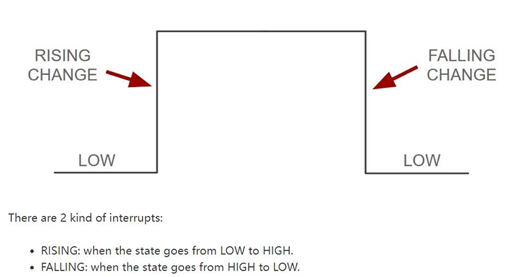 RISING
CHANGE
FALLING
CHANGE
LOW
LOW
There are 2 kind of interrupts:
• RISING: when the state goes from LOW to HIGH.
• FALLING: when the state goes from HIGH to LOW.